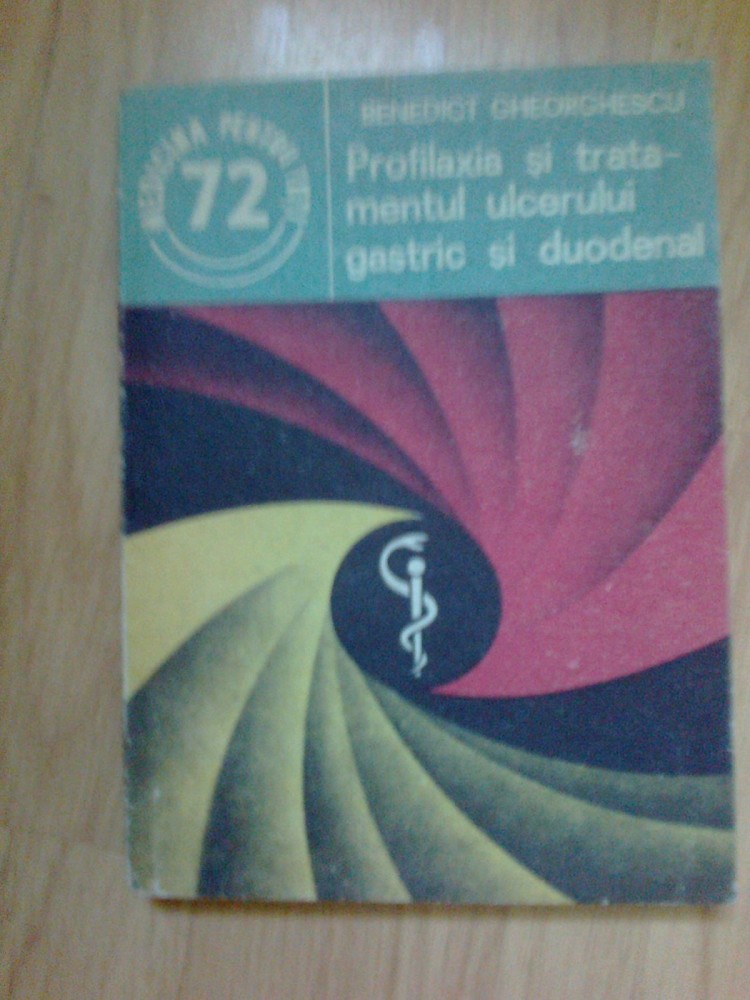 MEDICINA PENTRU TOȚI
72
BENEDICT GHEORGHESCU
Profilaxia și trata-
mentul ulcerului
gastric și duodenal